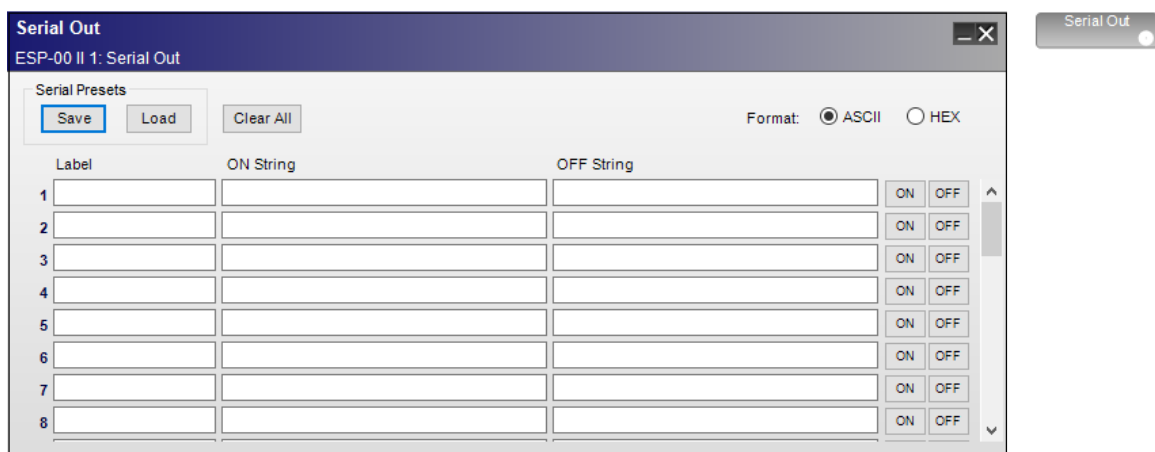 Serial Out
Serial Out
ESP-00 II 1: Serial Out
Serial Presets
Save Load Clear All Format: ASCII HEX
Label ON String OFF String
1 ON OFF
2 ON OFF
3 ON OFF
4 ON OFF
5 ON OFF
6 ON OFF
7 ON OFF
8 ON OFF